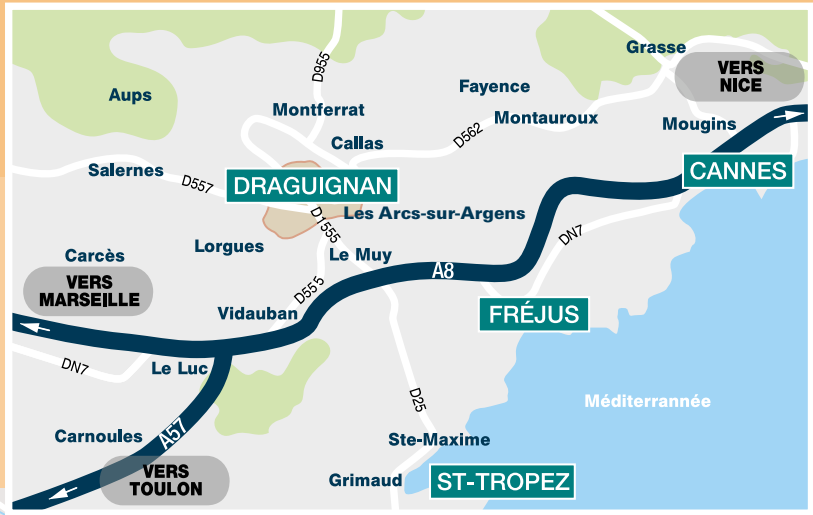 Grasse
VERS
NICE
D955
Fayence
Aups
Montferrat
Montauroux
Mougins
D562
Callas
Salernes
CANNES
D557
DRAGUIGNAN
Les Arcs-sur-Argens
D1555
DN7
Lorgues
Carcès
Le Muy
A8
VERS
MARSEILLE
D555
Vidauban
FRÉJUS
DN7
Le Luc
D25
Méditerrannée
Carnoules
A57
Ste-Maxime
VERS
TOULON
Grimaud
ST-TROPEZ